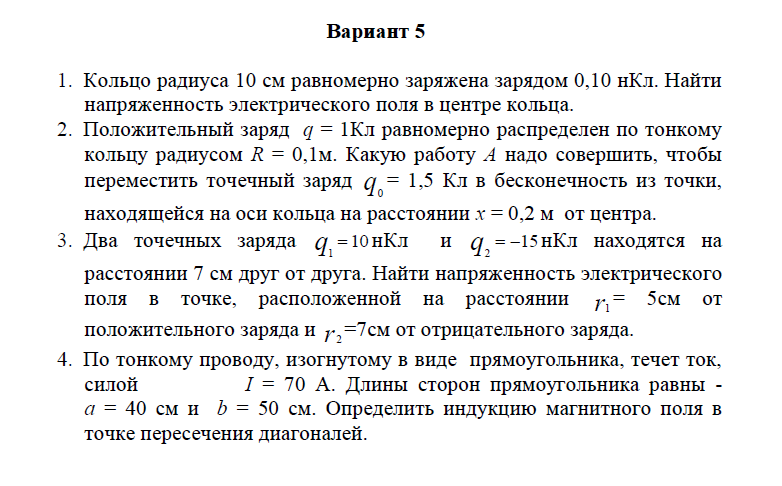 Вариант 5
1. Кольцо радиуса 10 см равномерно заряжена зарядом 0,10 нКл. Найти
напряженность электрического поля в центре кольца.
2. Положительный заряд q = 1Кл равномерно распределен по тонкому
кольцу радиусом R = 0,1м. Какую работу A надо совершить, чтобы
переместить точечный заряд q₀= 1,5 Кл в бесконечность из точки,
находящейся на оси кольца на расстоянии x = 0,2 м от центра.
3. Два точечных заряда q₁ = 10 нКл и q₂ = −15 нКл находятся на
расстоянии 7 см друг от друга. Найти напряженность электрического
поля в точке, расположенной на расстоянии r₁= 5см от
положительного заряда и r₂=7см от отрицательного заряда.
4. По тонкому проводу, изогнутому в виде прямоугольника, течет ток,
силой I = 70 А. Длины сторон прямоугольника равны -
a = 40 см и b = 50 см. Определить индукцию магнитного поля в
точке пересечения диагоналей.